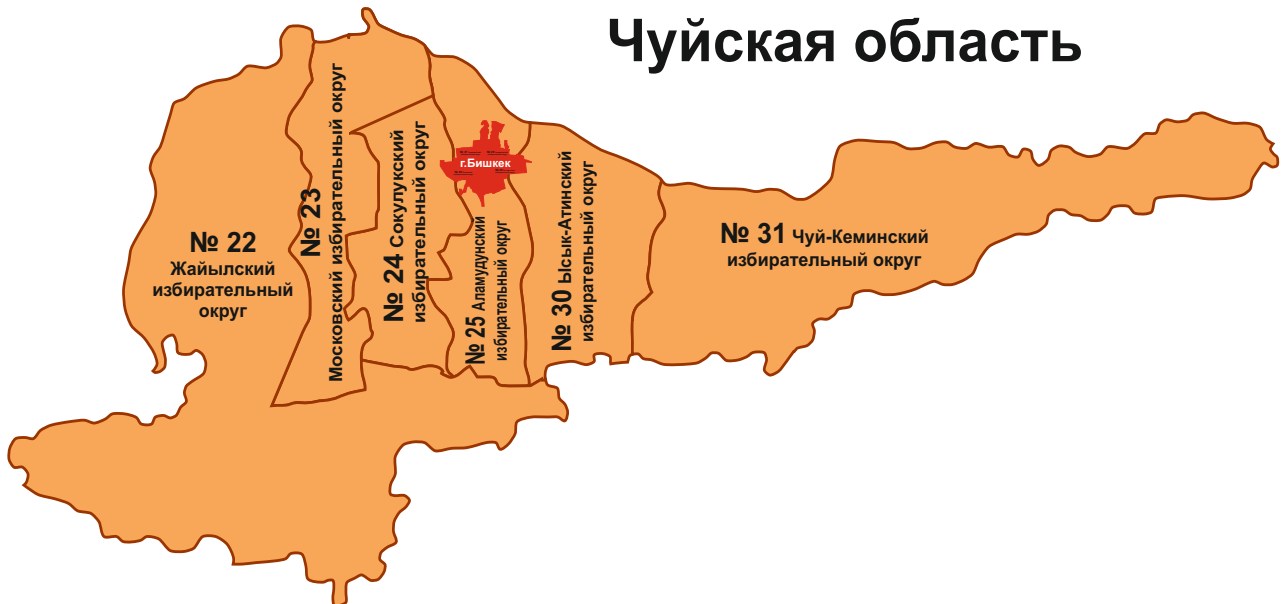 Чуйская область
№ 22
Жайылский
избирательный
округ
№ 23
Московский избирательный округ
№ 24 Сокулукский
избирательный округ
г.Бишкек
№ 25 Аламудунский
избирательный округ
№ 30 Ысык-Атинский
избирательный округ
№ 31 Чуй-Кеминский
избирательный округ